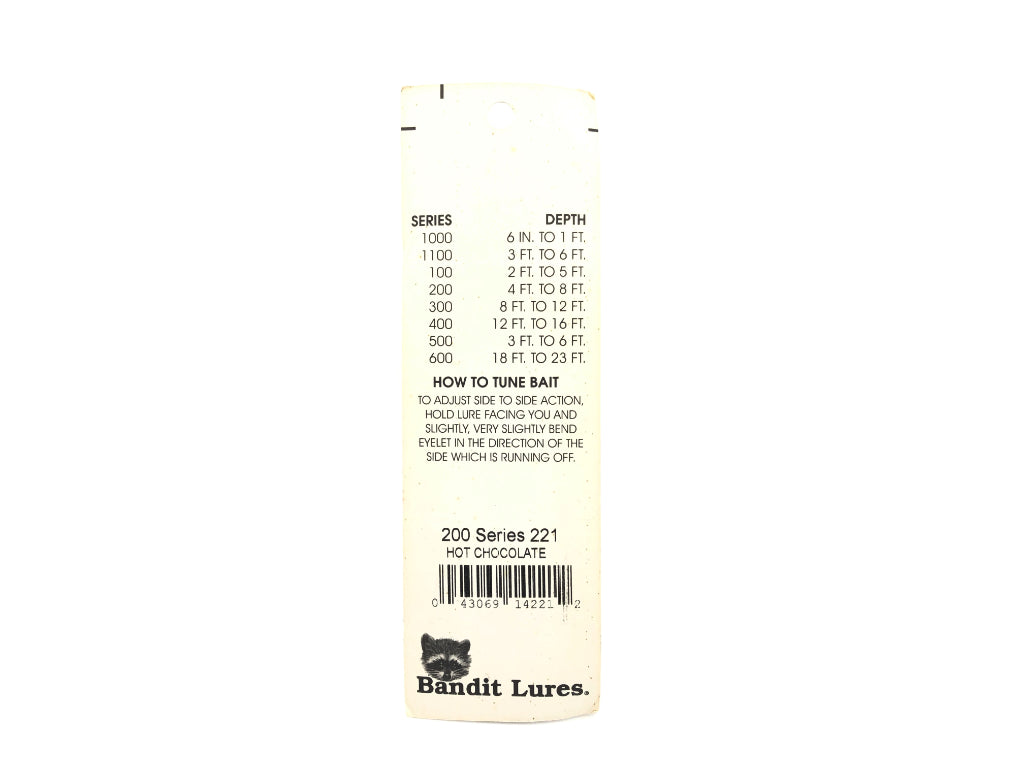 SERIES DEPTH
1000 6 IN. TO 1 FT.
1100 3 FT. TO 6 FT.
100 2 FT. TO 5 FT.
200 4 FT. TO 8 FT.
300 8 FT. TO 12 FT.
400 12 FT. TO 16 FT.
500 3 FT. TO 6 FT.
600 18 FT. TO 23 FT.
HOW TO TUNE BAIT
TO ADJUST SIDE TO SIDE ACTION,
HOLD LURE FACING YOU AND
SLIGHTLY, VERY SLIGHTLY BEND
EYELET IN THE DIRECTION OF THE
SIDE WHICH IS RUNNING OFF.
200 Series 221
HOT CHOCOLATE
0 43069 14221 2
Bandit Lures®